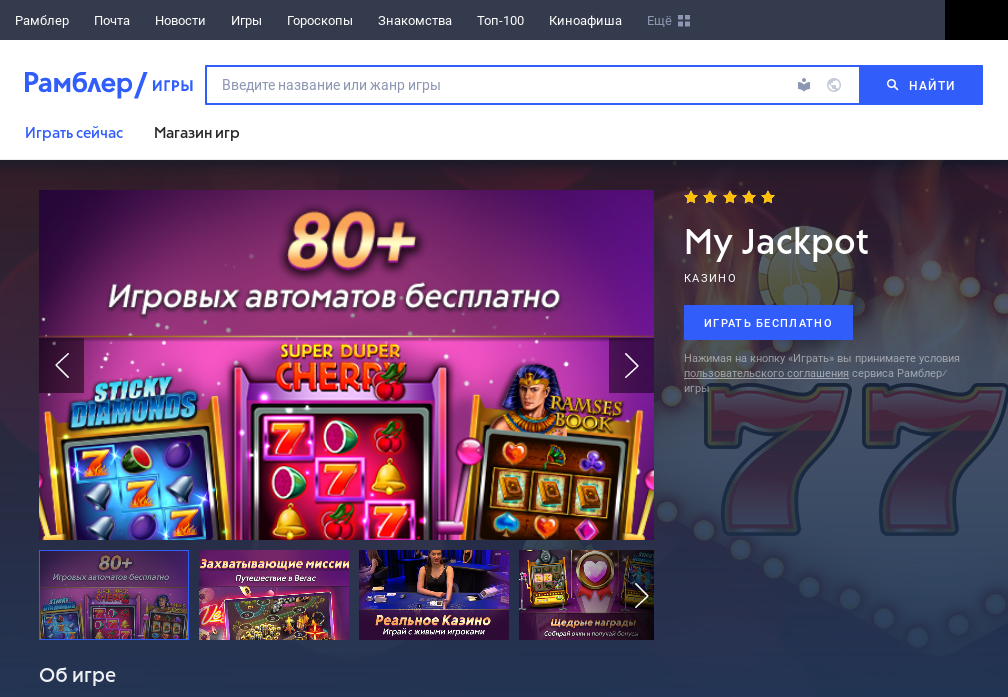 Рамблер Почта Новости Игры Гороскопы Знакомства Топ-100 Киноафиша Ещё
Рамблер/ ИГРЫ
Введите название или жанр игры
НАЙТИ
Играть сейчас Магазин игр
80+
Игровых автоматов бесплатно
SUPER DUPER
CHERRY
STICKY
DIAMONDS
RAMSES
BOOK
My Jackpot
КАЗИНО
ИГРАТЬ БЕСПЛАТНО
Нажимая на кнопку «Играть» вы принимаете условия
пользовательского соглашения сервиса Рамблер/
игры
80+
Игровых автоматов бесплатно
Захватывающие миссии
Путешествие в Вегас
Реальное Казино
Играй с живыми игроками
Щедрые награды
Собирай очки и получай бонусы
Об игре